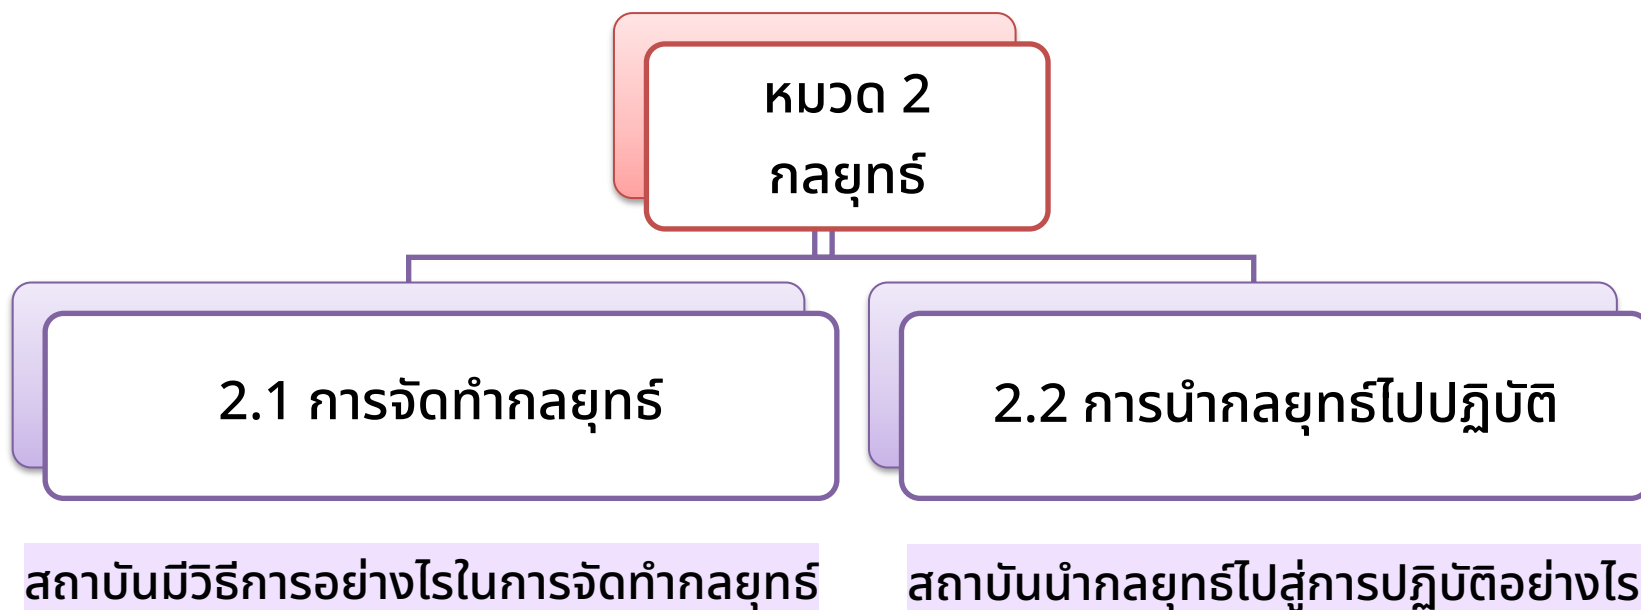 หมวด 2
กลยุทธ์
2.1 การจัดทำกลยุทธ์
2.2 การนำกลยุทธ์ไปปฏิบัติ
สถาบันมีวิธีการอย่างไรในการจัดทำกลยุทธ์
สถาบันนำกลยุทธ์ไปสู่การปฏิบัติอย่างไร